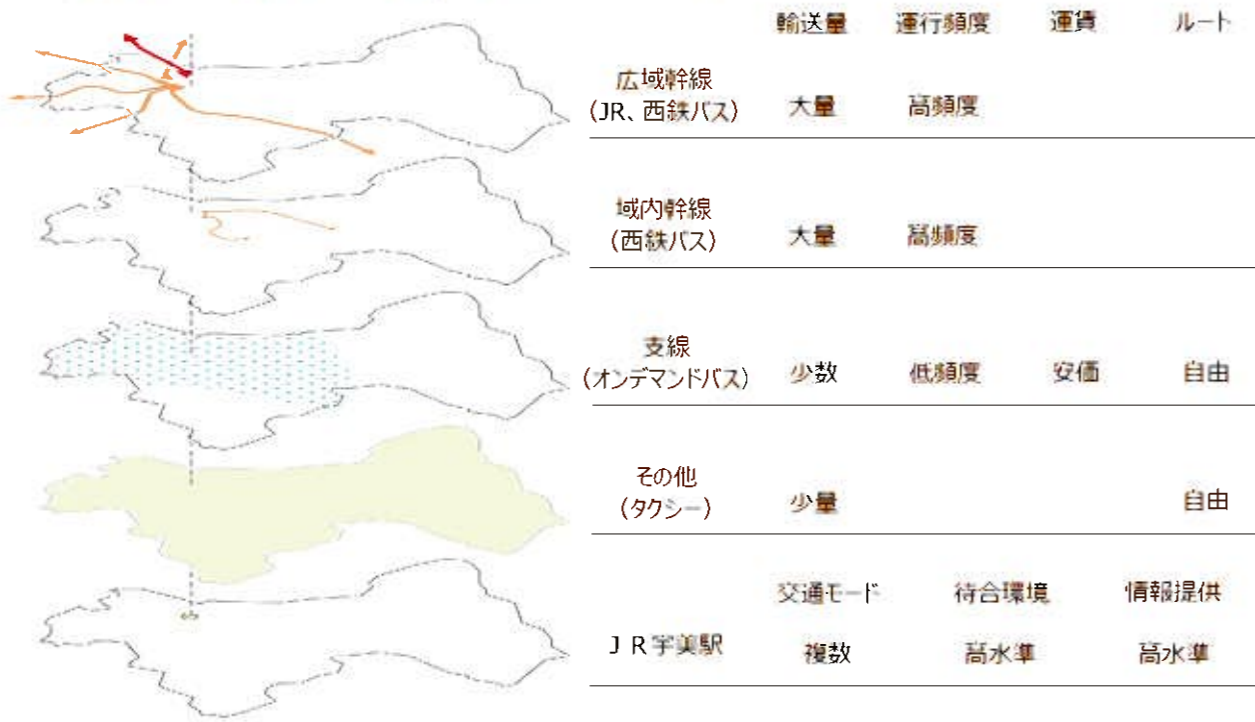 輸送量 運行頻度 運賃 ルート
広域幹線
(JR、西鉄バス) 大量 高頻度
域内幹線
(西鉄バス) 大量 高頻度
支線
(オンデマンドバス) 少数 低頻度 安価 自由
その他
(タクシー) 少量 自由
交通モード 待合環境 情報提供
JR宇美駅 複数 高水準 高水準